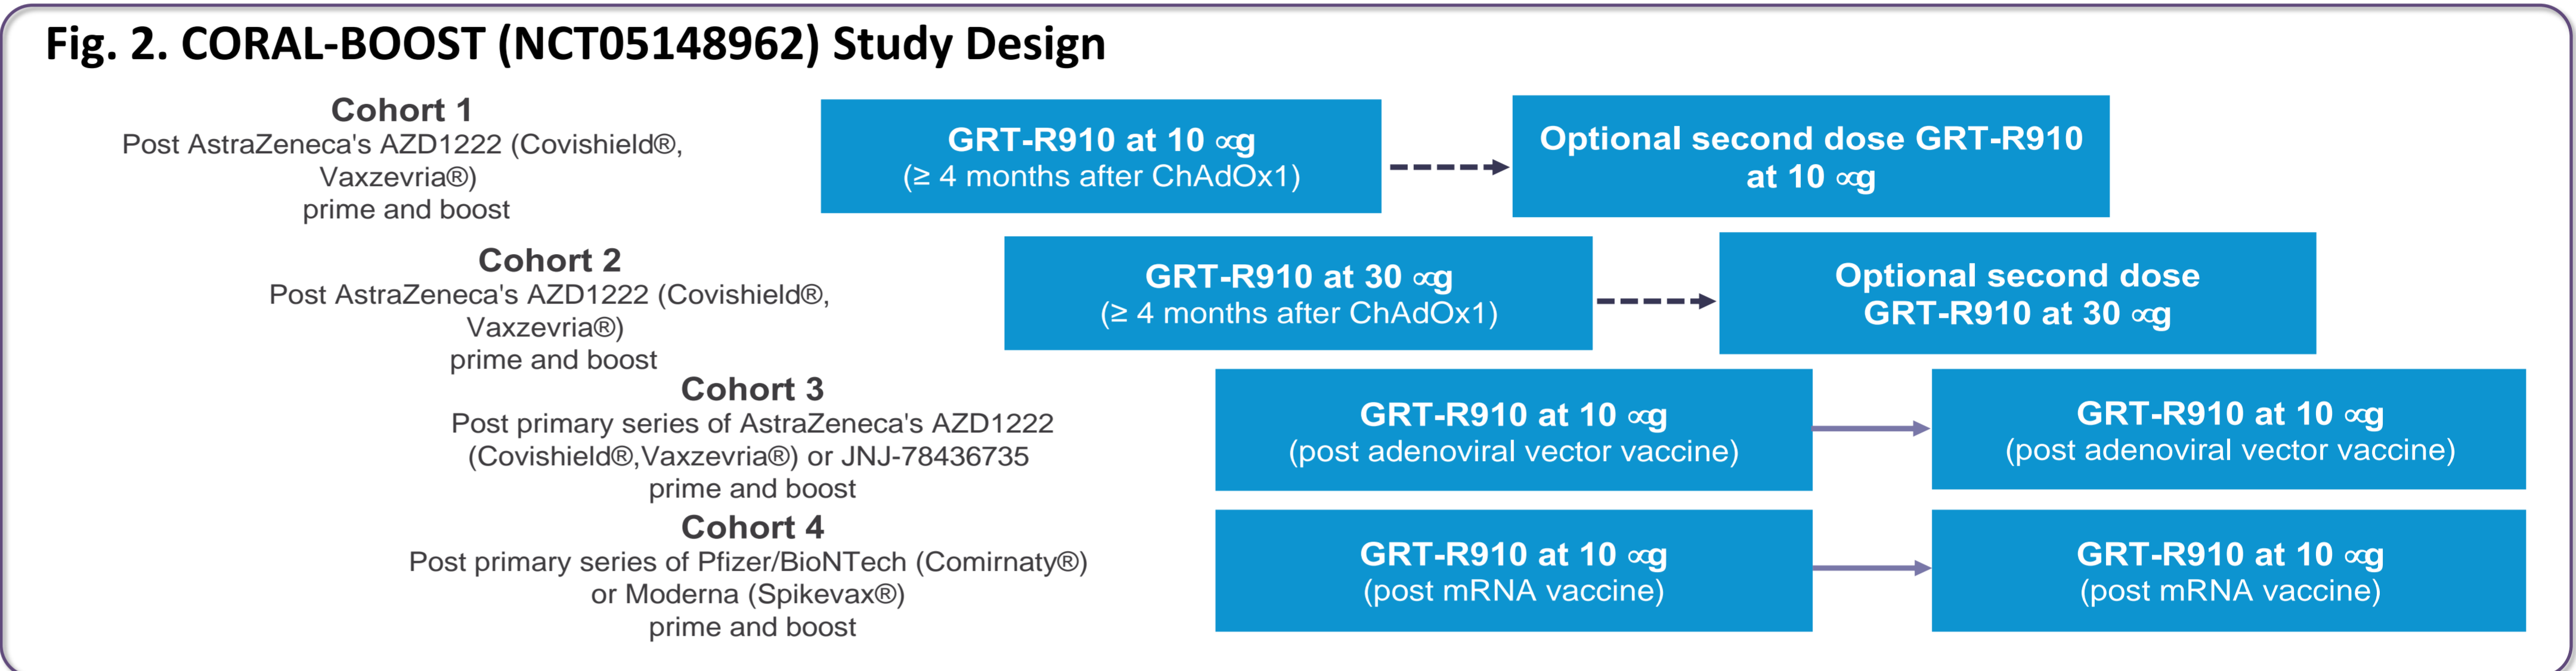 Fig. 2. CORAL-BOOST (NCT05148962) Study Design
Cohort 1
Post AstraZeneca's AZD1222 (Covishield®,
Vaxzevria®)
prime and boost
GRT-R910 at 10 ∝g
(≥ 4 months after ChAdOx1)
Optional second dose GRT-R910
at 10 ∝g
Cohort 2
Post AstraZeneca's AZD1222 (Covishield®,
Vaxzevria®)
prime and boost
GRT-R910 at 30 ∝g
(≥ 4 months after ChAdOx1)
Optional second dose
GRT-R910 at 30 ∝g
Cohort 3
Post primary series of AstraZeneca's AZD1222
(Covishield®,Vaxzevria®) or JNJ-78436735
prime and boost
GRT-R910 at 10 ∝g
(post adenoviral vector vaccine)
GRT-R910 at 10 ∝g
(post adenoviral vector vaccine)
Cohort 4
Post primary series of Pfizer/BioNTech (Comirnaty®)
or Moderna (Spikevax®)
prime and boost
GRT-R910 at 10 ∝g
(post mRNA vaccine)
GRT-R910 at 10 ∝g
(post mRNA vaccine)